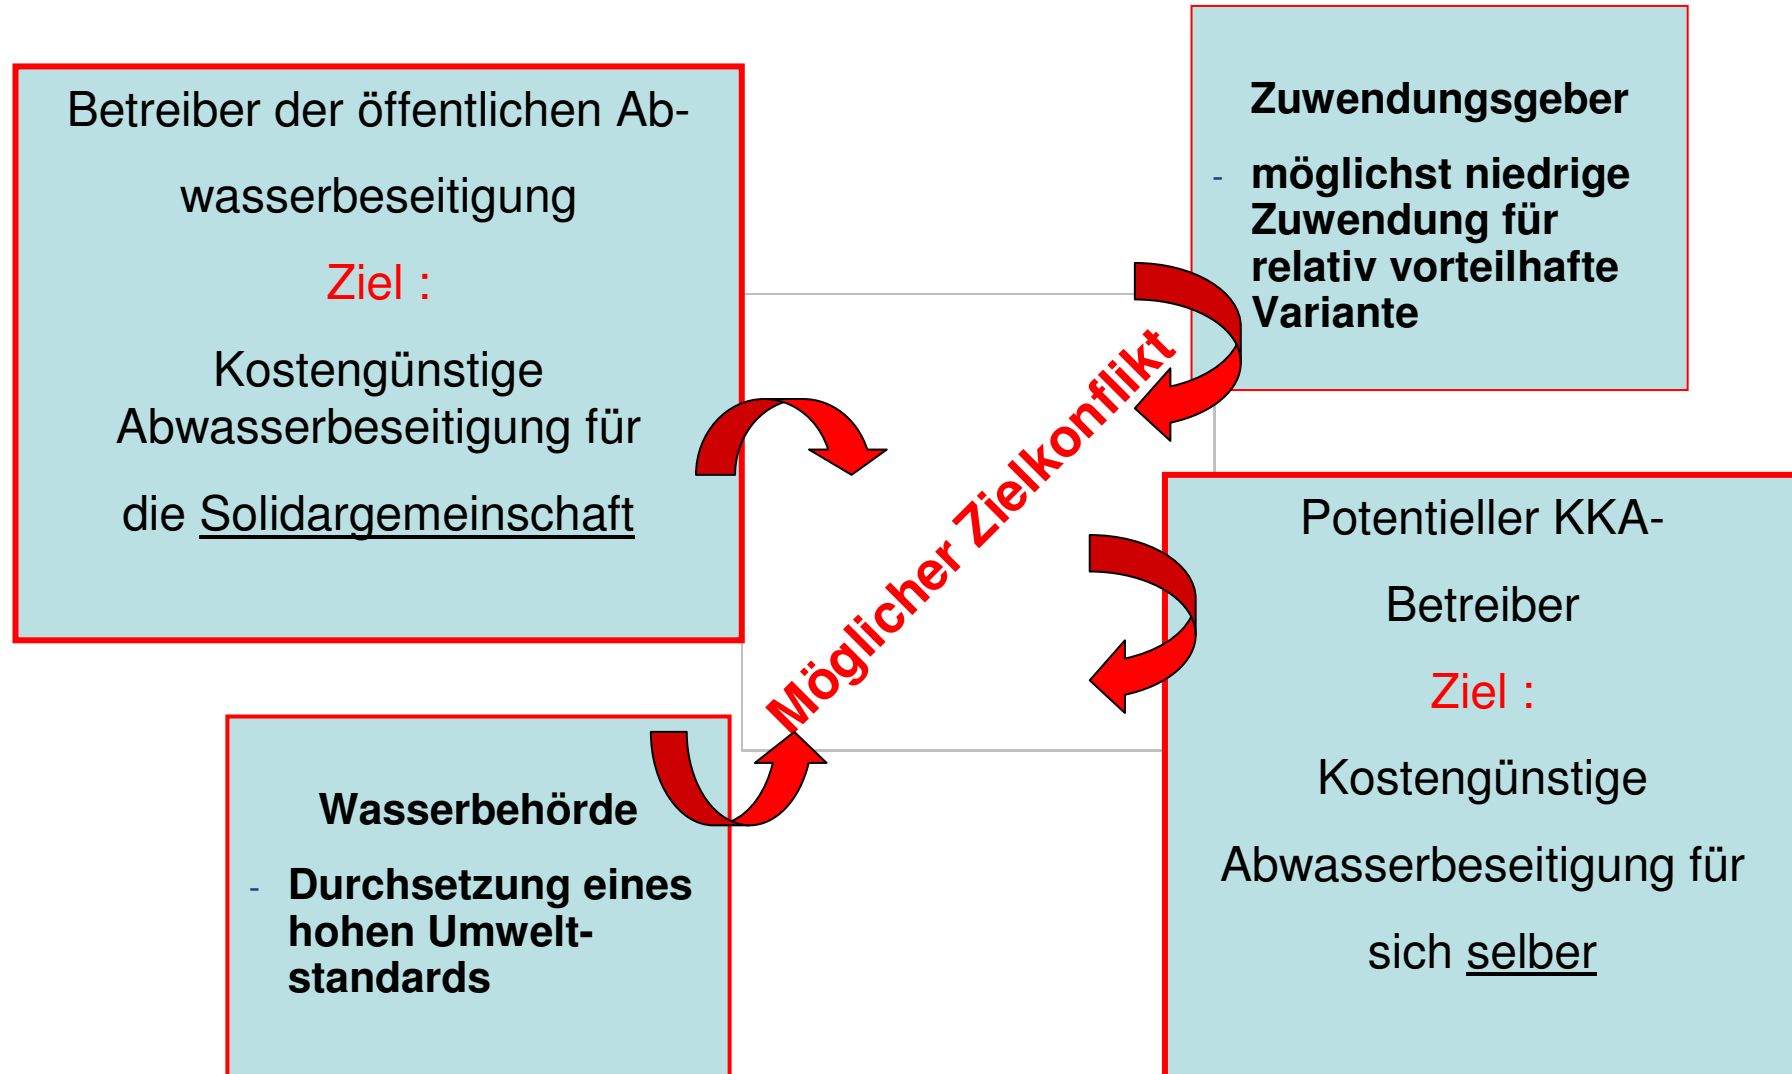 Betreiber der öffentlichen Ab-
wasserbeseitigung
Ziel :
Kostengünstige
Abwasserbeseitigung für
die Solidargemeinschaft
Zuwendungsgeber
- möglichst niedrige
Zuwendung für
relativ vorteilhafte
Variante
Möglicher Zielkonflikt
Wasserbehörde
- Durchsetzung eines
hohen Umwelt-
standards
Potentieller KKA-
Betreiber
Ziel :
Kostengünstige
Abwasserbeseitigung für
sich selber